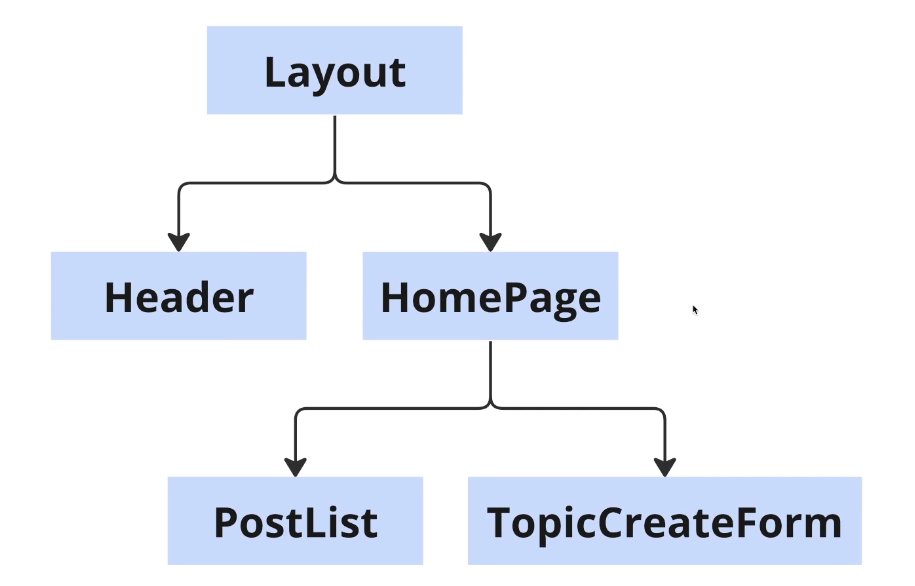 Layout
Header
HomePage
PostList
TopicCreateForm